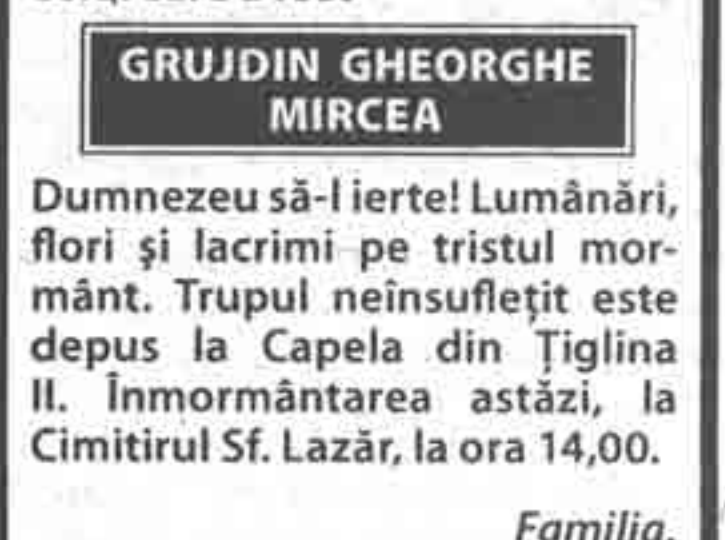 GRUJDIN GHEORGHE
MIRCEA
Dumnezeu să-l ierte! Lumânări,
flori şi lacrimi pe tristul mor-
mânt. Trupul neînsufleţit este
depus la Capela din Ţiglina
II. Înmormântarea astăzi, la
Cimitirul Sf. Lazăr, la ora 14,00.
Familia.